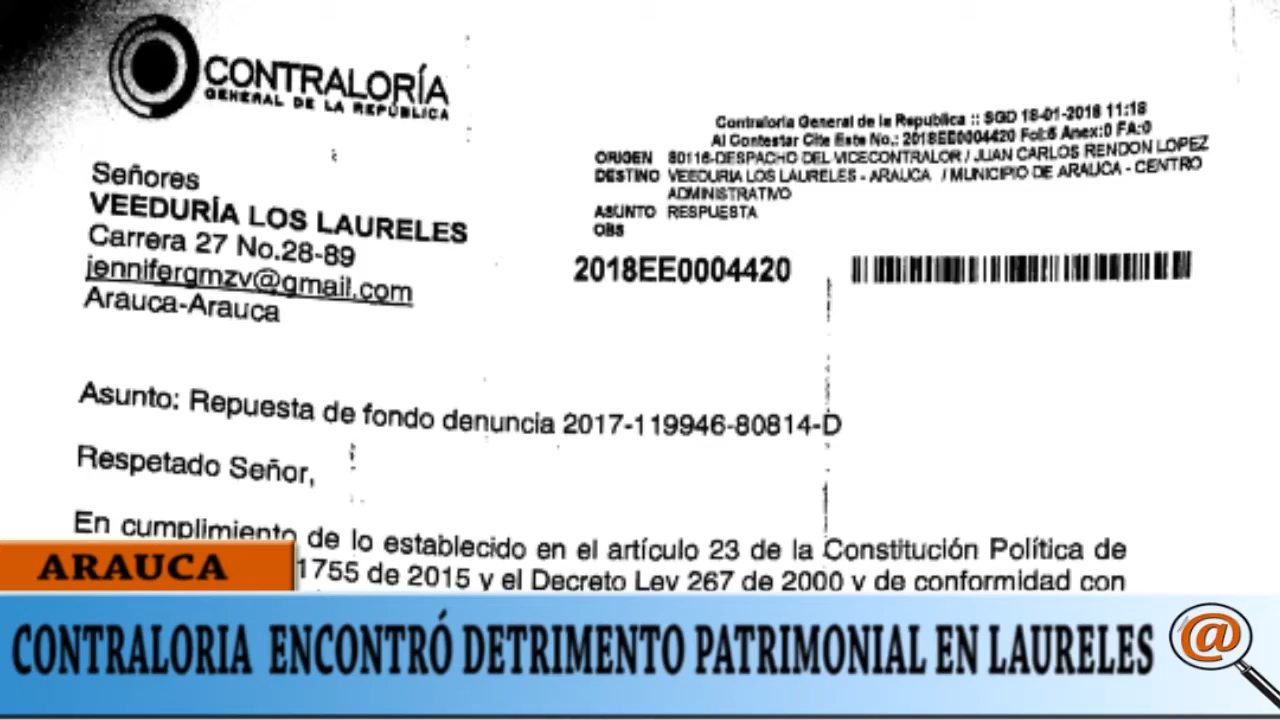 CONTRALORÍA
GENERAL DE LA REPÚBLICA
Contraloria General de la Republica :: SGD 18-01-2018 11:18
Al Contestar Cite Este No.: 2018EE0004420 Fol:6 Anex:0 FA:0
ORIGEN 80118-DESPACHO DEL VICECONTRALOR / JUAN CARLOS RENDON LOPEZ
DESTINO VEEDURIA LOS LAURELES - ARAUCA / MUNICIPIO DE ARAUCA - CENTRO
ADMINISTRATIVO
ASUNTO RESPUESTA
OBS
2018EE0004420
Señores
VEEDURÍA LOS LAURELES
Carrera 27 No.28-89
jennifergmzv@gmail.com
Arauca-Arauca
Asunto: Repuesta de fondo denuncia 2017-119946-80814-D
Respetado Señor,
En cumplimiento de lo establecido en el artículo 23 de la Constitución Política de
1755 de 2015 y el Decreto Ley 267 de 2000 y de conformidad con
ARAUCA
CONTRALORIA ENCONTRÓ DETRIMENTO PATRIMONIAL EN LAURELES
@